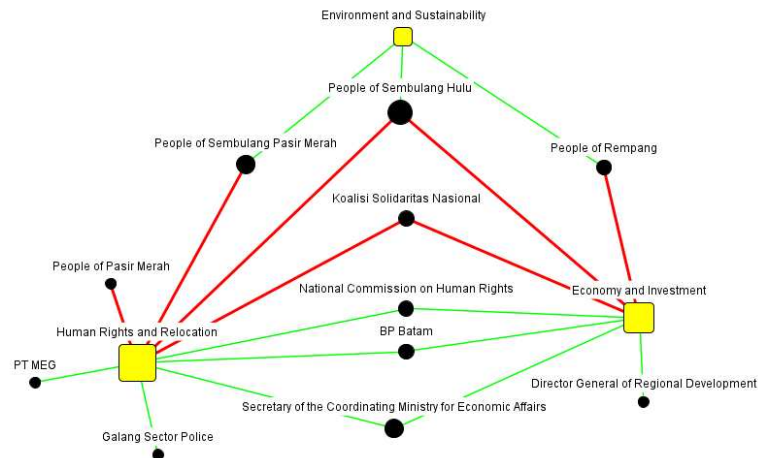 Environment and Sustainability
People of Sembulang Hulu
People of Sembulang Pasir Merah
People of Rempang
Koalisi Solidaritas Nasional
People of Pasir Merah
National Commission on Human Rights
Economy and Investment
Human Rights and Relocation
BP Batam
PT MEG
Director General of Regional Development
Secretary of the Coordinating Ministry for Economic Affairs
Galang Sector Police